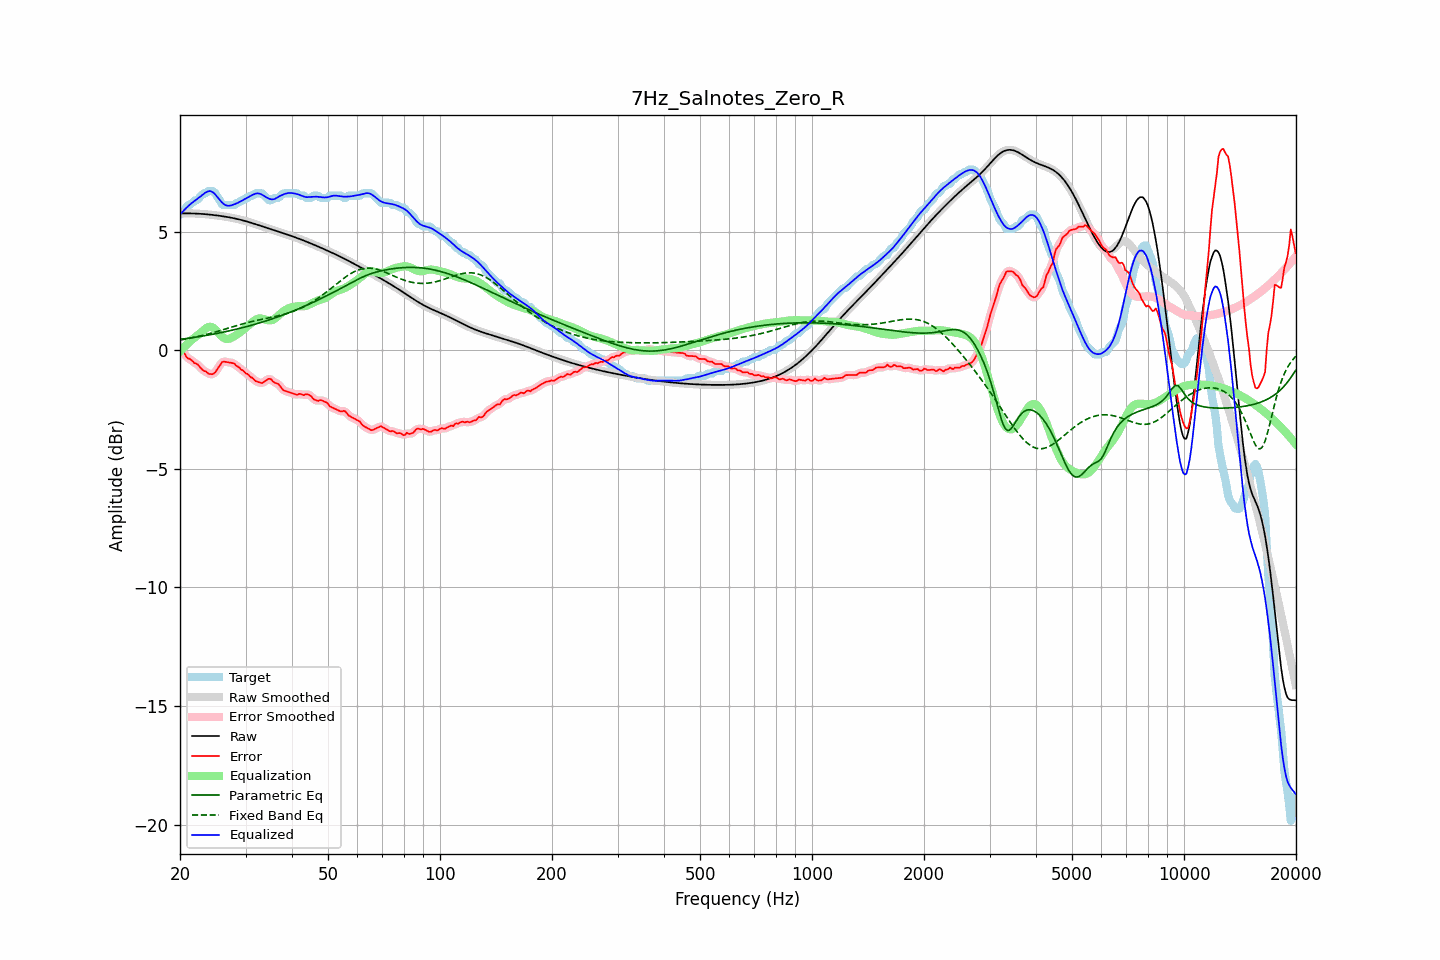 7Hz_Salnotes_Zero_R
Amplitude (dBr)
5
0
−5
−10
−15
−20
Target
Raw Smoothed
Error Smoothed
Raw
Error
Equalization
Parametric Eq
Fixed Band Eq
Equalized
20 50 100 200 500 1000 2000 5000 10000 20000
Frequency (Hz)